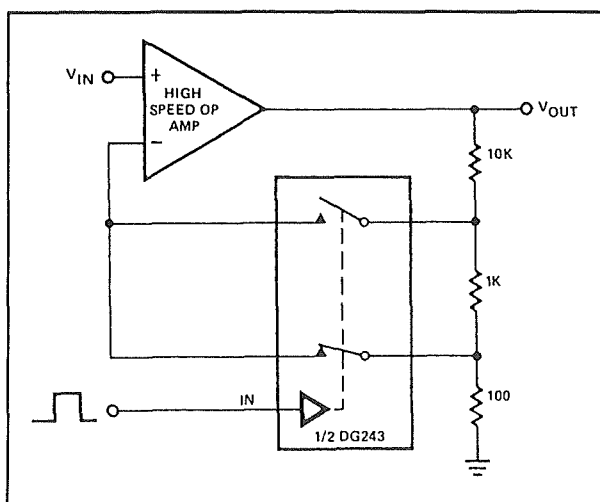 V_IN
+
HIGH
SPEED OP
AMP
−
V_OUT
10K
1K
100
IN
1/2 DG243